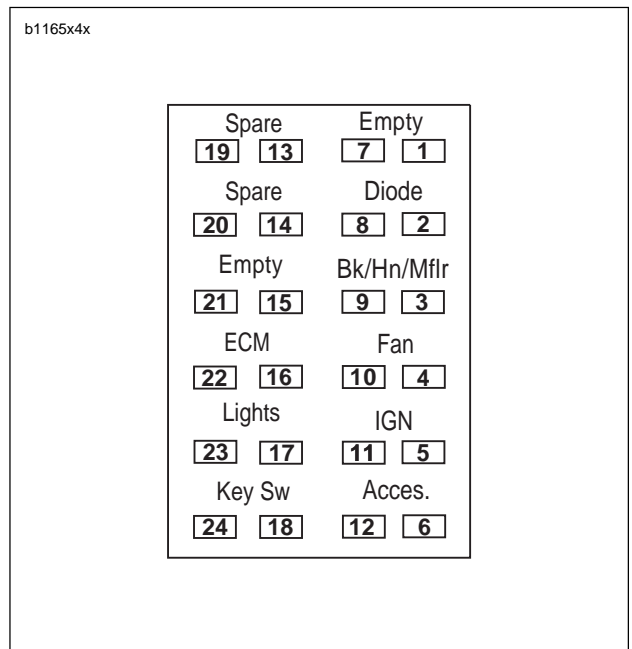 b1165x4x
Spare Empty
19 13 7 1
Spare Diode
20 14 8 2
Empty Bk/Hn/Mflr
21 15 9 3
ECM Fan
22 16 10 4
Lights IGN
23 17 11 5
Key Sw Acces.
24 18 12 6